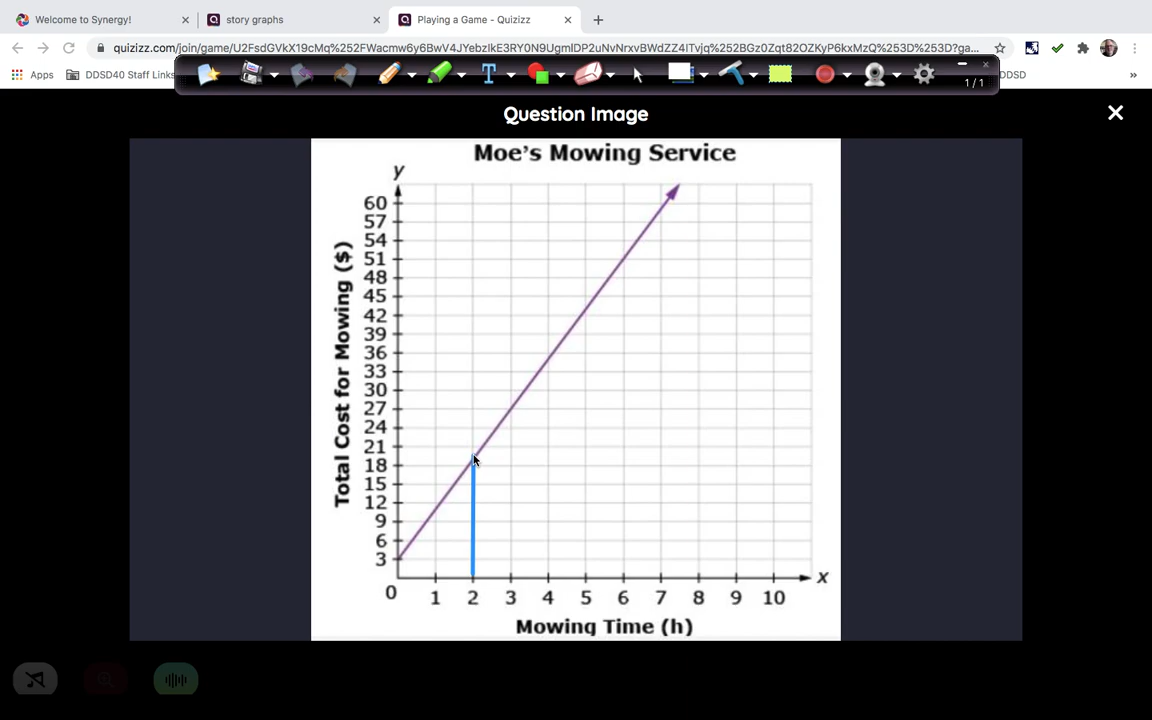 Welcome to Synergy!
story graphs
Playing a Game - Quizizz
quizizz.com/join/game/U2FsdGVkX19cMq%252FWacmw6y6BwV4JYebzIkE3RY0N9UgmIDP2uNvNrxvBWdZZ4ITvjq%252BGz0Zqt82OZKyP6kxMzQ%253D%253D?ga...
Apps
DDSD40 Staff Links
DDSD
»
T
1 / 1
Question Image
Moe's Mowing Service
y
60
57
54
51
48
45
42
39
36
33
30
27
24
21
18
15
12
9
6
3
0
1 2 3 4 5 6 7 8 9 10
x
Total Cost for Mowing ($)
Mowing Time (h)